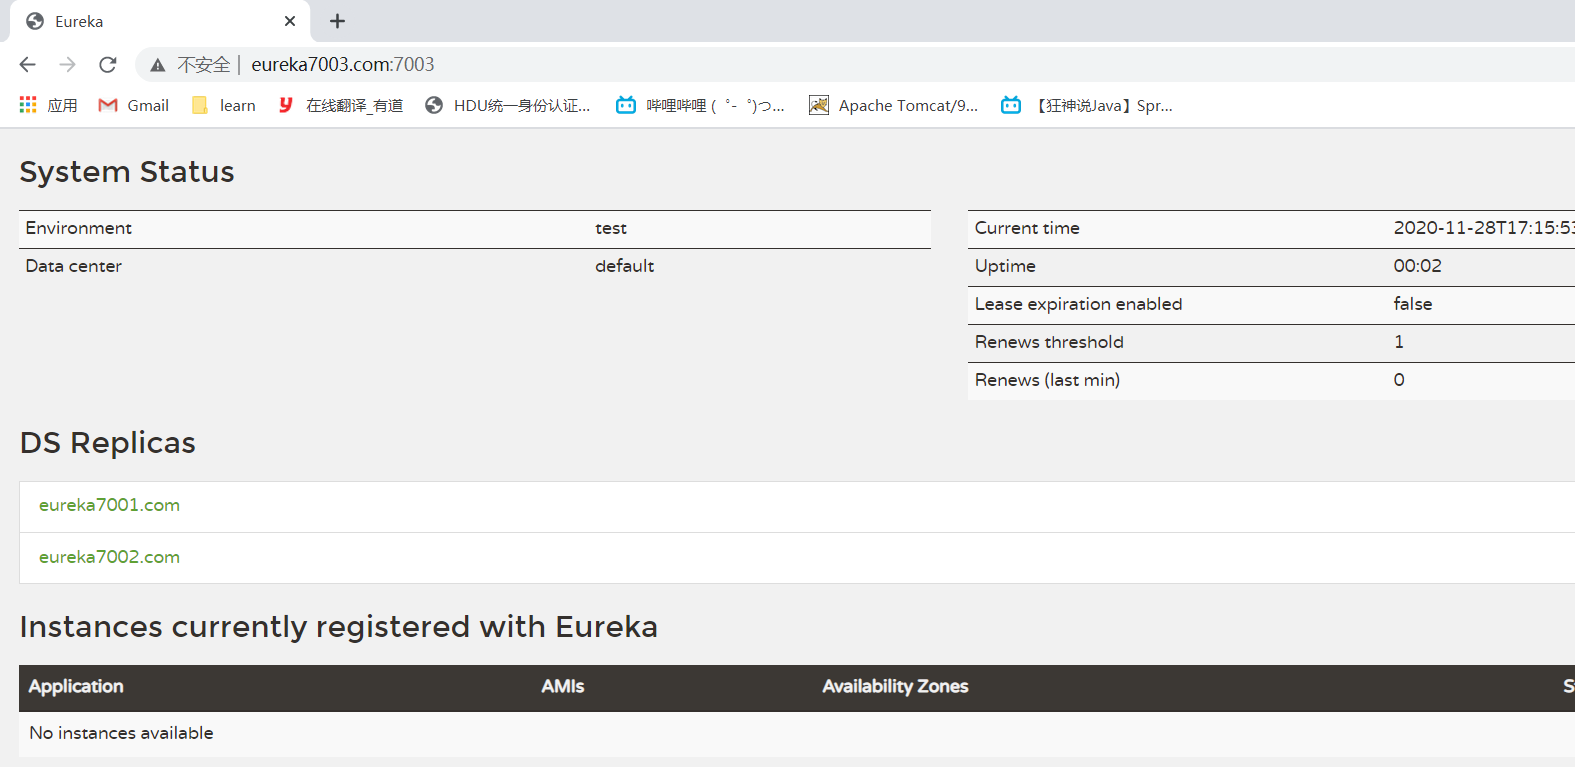 Eureka
不安全 | eureka7003.com:7003
应用 Gmail learn 在线翻译_有道 HDU统一身份认证... 哔哩哔哩 ( ゜- ゜)つ... Apache Tomcat/9... 【狂神说Java】Spr...
System Status
Environment test Current time 2020-11-28T17:15:53
Data center default Uptime 00:02
Lease expiration enabled false
Renews threshold 1
Renews (last min) 0
DS Replicas
eureka7001.com
eureka7002.com
Instances currently registered with Eureka
Application AMIs Availability Zones
No instances available